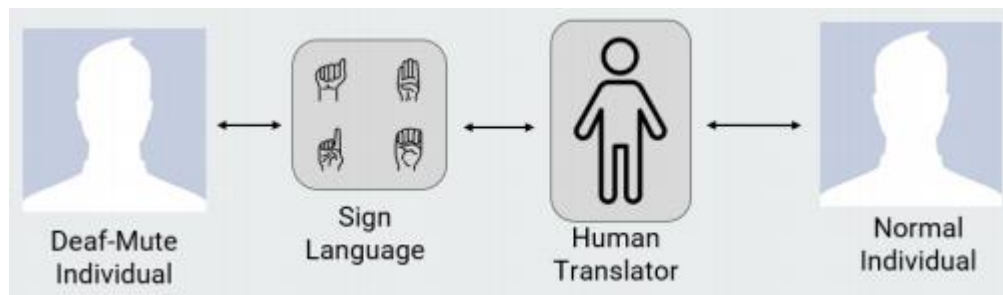 Deaf-Mute
Individual
Sign
Language
Human
Translator
Normal
Individual